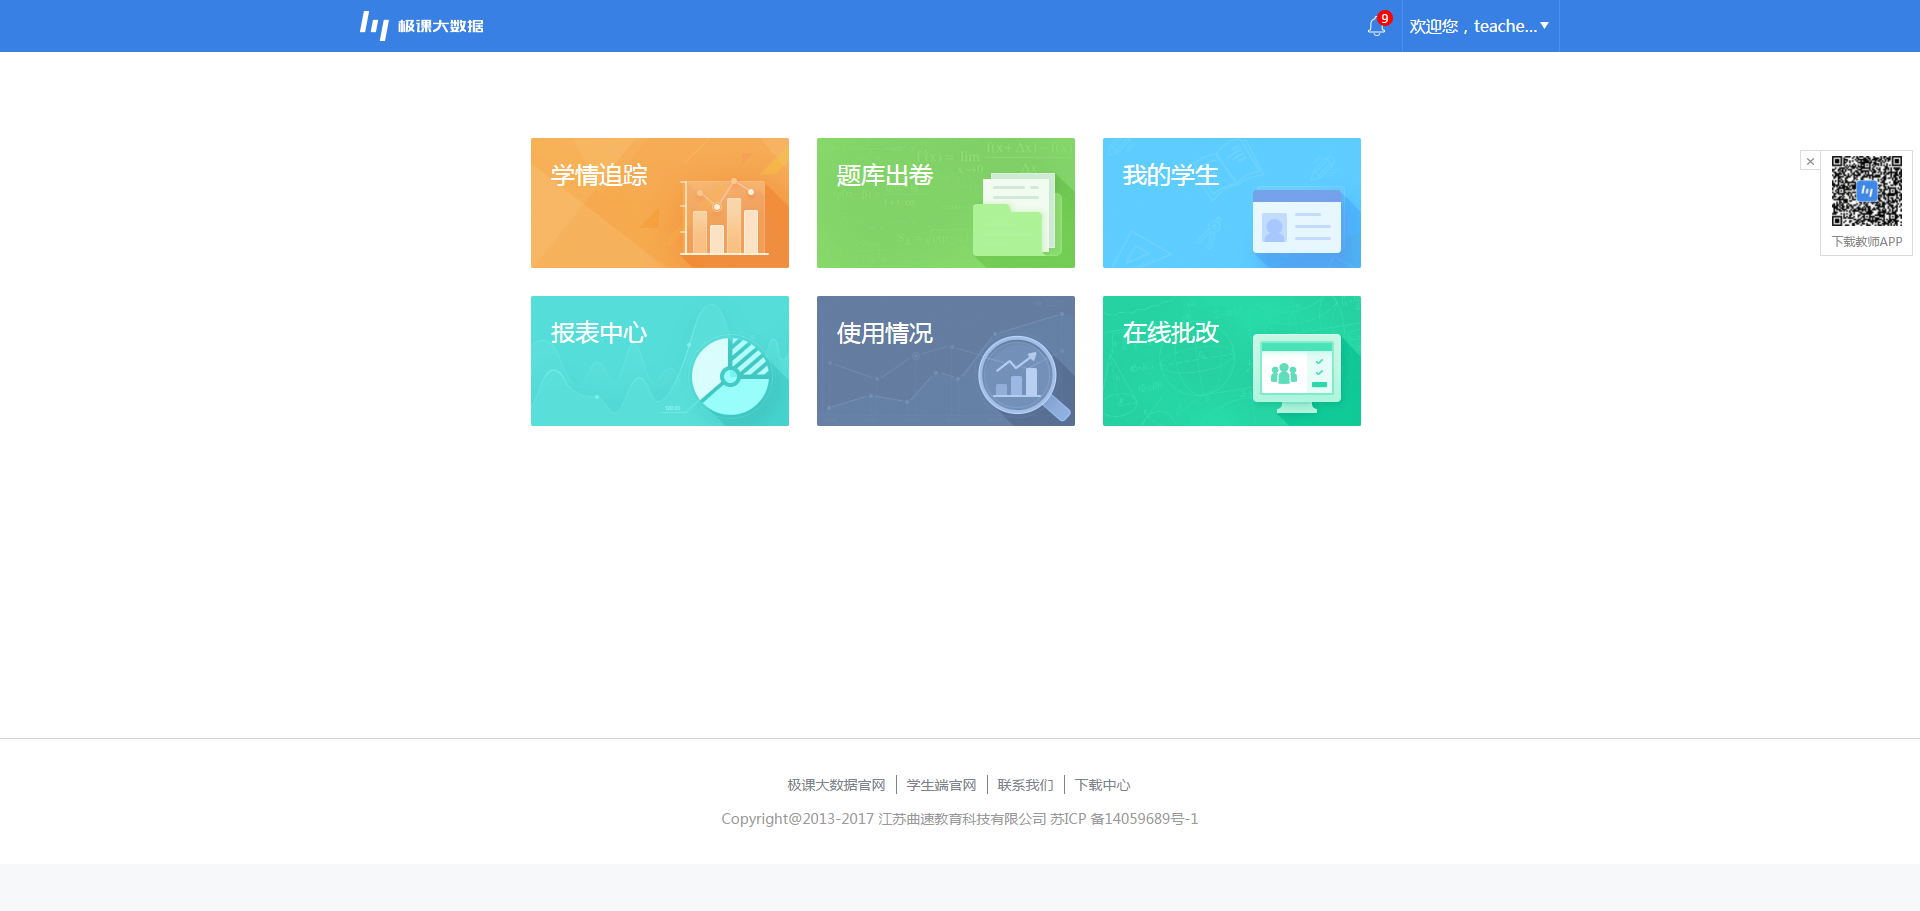 极课大数据
9
欢迎您，teache...
学情追踪
题库出卷
我的学生
下载教师APP
报表中心
使用情况
在线批改
极课大数据官网 学生端官网 联系我们 下载中心
Copyright@2013-2017 江苏曲速教育科技有限公司 苏ICP 备14059689号-1